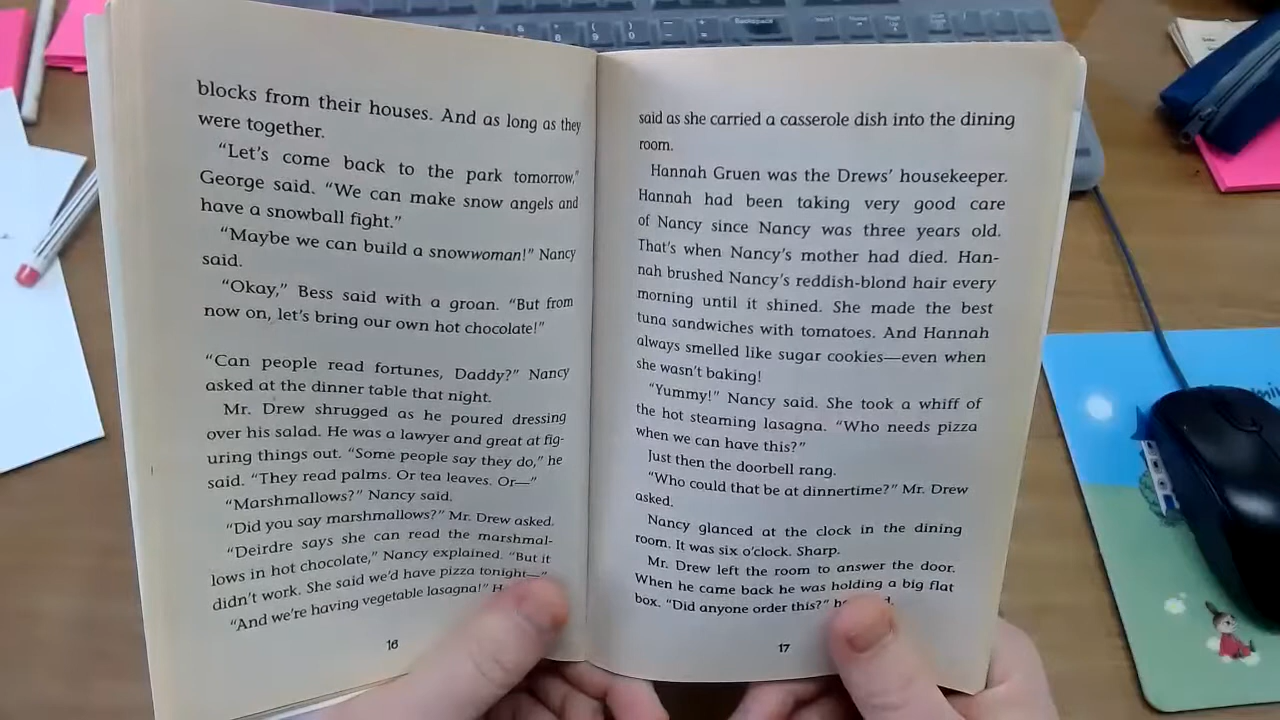 blocks from their houses. And as long as they
were together.
“Let’s come back to the park tomorrow,”
George said. “We can make snow angels and
have a snowball fight.”
“Maybe we can build a snowwoman!” Nancy
said.
“Okay,” Bess said with a groan. “But from
now on, let’s bring our own hot chocolate!”
“Can people read fortunes, Daddy?” Nancy
asked at the dinner table that night.
Mr. Drew shrugged as he poured dressing
over his salad. He was a lawyer and great at fig-
uring things out. “Some people say they do,” he
said. “They read palms. Or tea leaves. Or—”
“Marshmallows?” Nancy said.
“Did you say marshmallows?” Mr. Drew asked.
“Deirdre says she can read the marshmal-
lows in hot chocolate,” Nancy explained. “But it
didn’t work. She said we’d have pizza tonight—”
“And we’re having vegetable lasagna!”
16
said as she carried a casserole dish into the dining
room.
Hannah Gruen was the Drews’ housekeeper.
Hannah had been taking very good care
of Nancy since Nancy was three years old.
That’s when Nancy’s mother had died. Han-
nah brushed Nancy’s reddish-blond hair every
morning until it shined. She made the best
tuna sandwiches with tomatoes. And Hannah
always smelled like sugar cookies—even when
she wasn’t baking!
“Yummy!” Nancy said. She took a whiff of
the hot steaming lasagna. “Who needs pizza
when we can have this?”
Just then the doorbell rang.
“Who could that be at dinnertime?” Mr. Drew
asked.
Nancy glanced at the clock in the dining
room. It was six o’clock. Sharp.
Mr. Drew left the room to answer the door.
When he came back he was holding a big flat
box. “Did anyone order this?”
17
Backspace